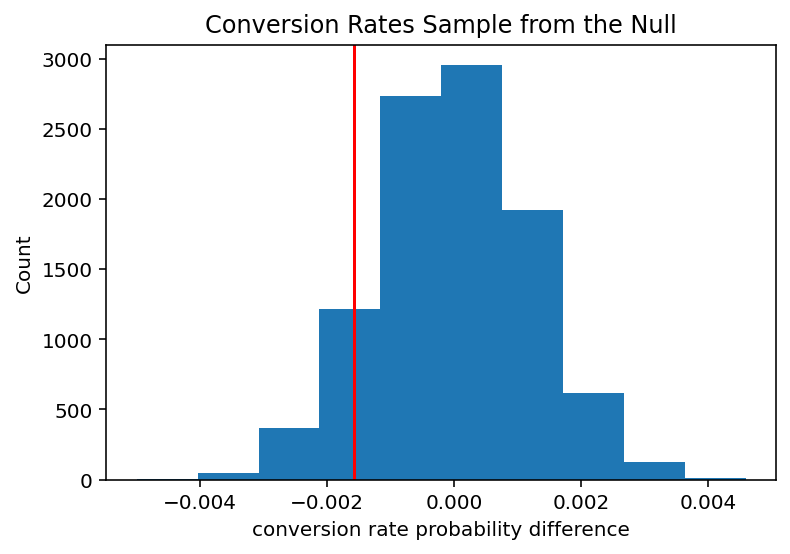 Conversion Rates Sample from the Null
3000
2500
2000
1500
1000
500
0
Count
−0.004 −0.002 0.000 0.002 0.004
conversion rate probability difference